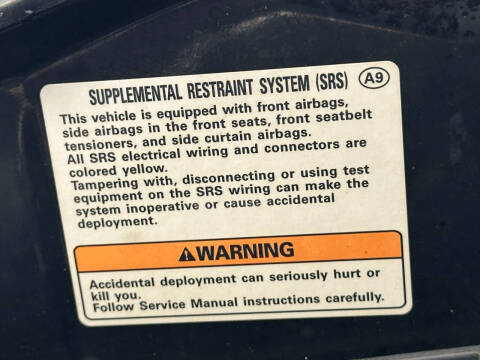 SUPPLEMENTAL RESTRAINT SYSTEM (SRS) A9
This vehicle is equipped with front airbags,
side airbags in the front seats, front seatbelt
tensioners, and side curtain airbags.
All SRS electrical wiring and connectors are
colored yellow.
Tampering with, disconnecting or using test
equipment on the SRS wiring can make the
system inoperative or cause accidental
deployment.
WARNING
Accidental deployment can seriously hurt or
kill you.
Follow Service Manual instructions carefully.